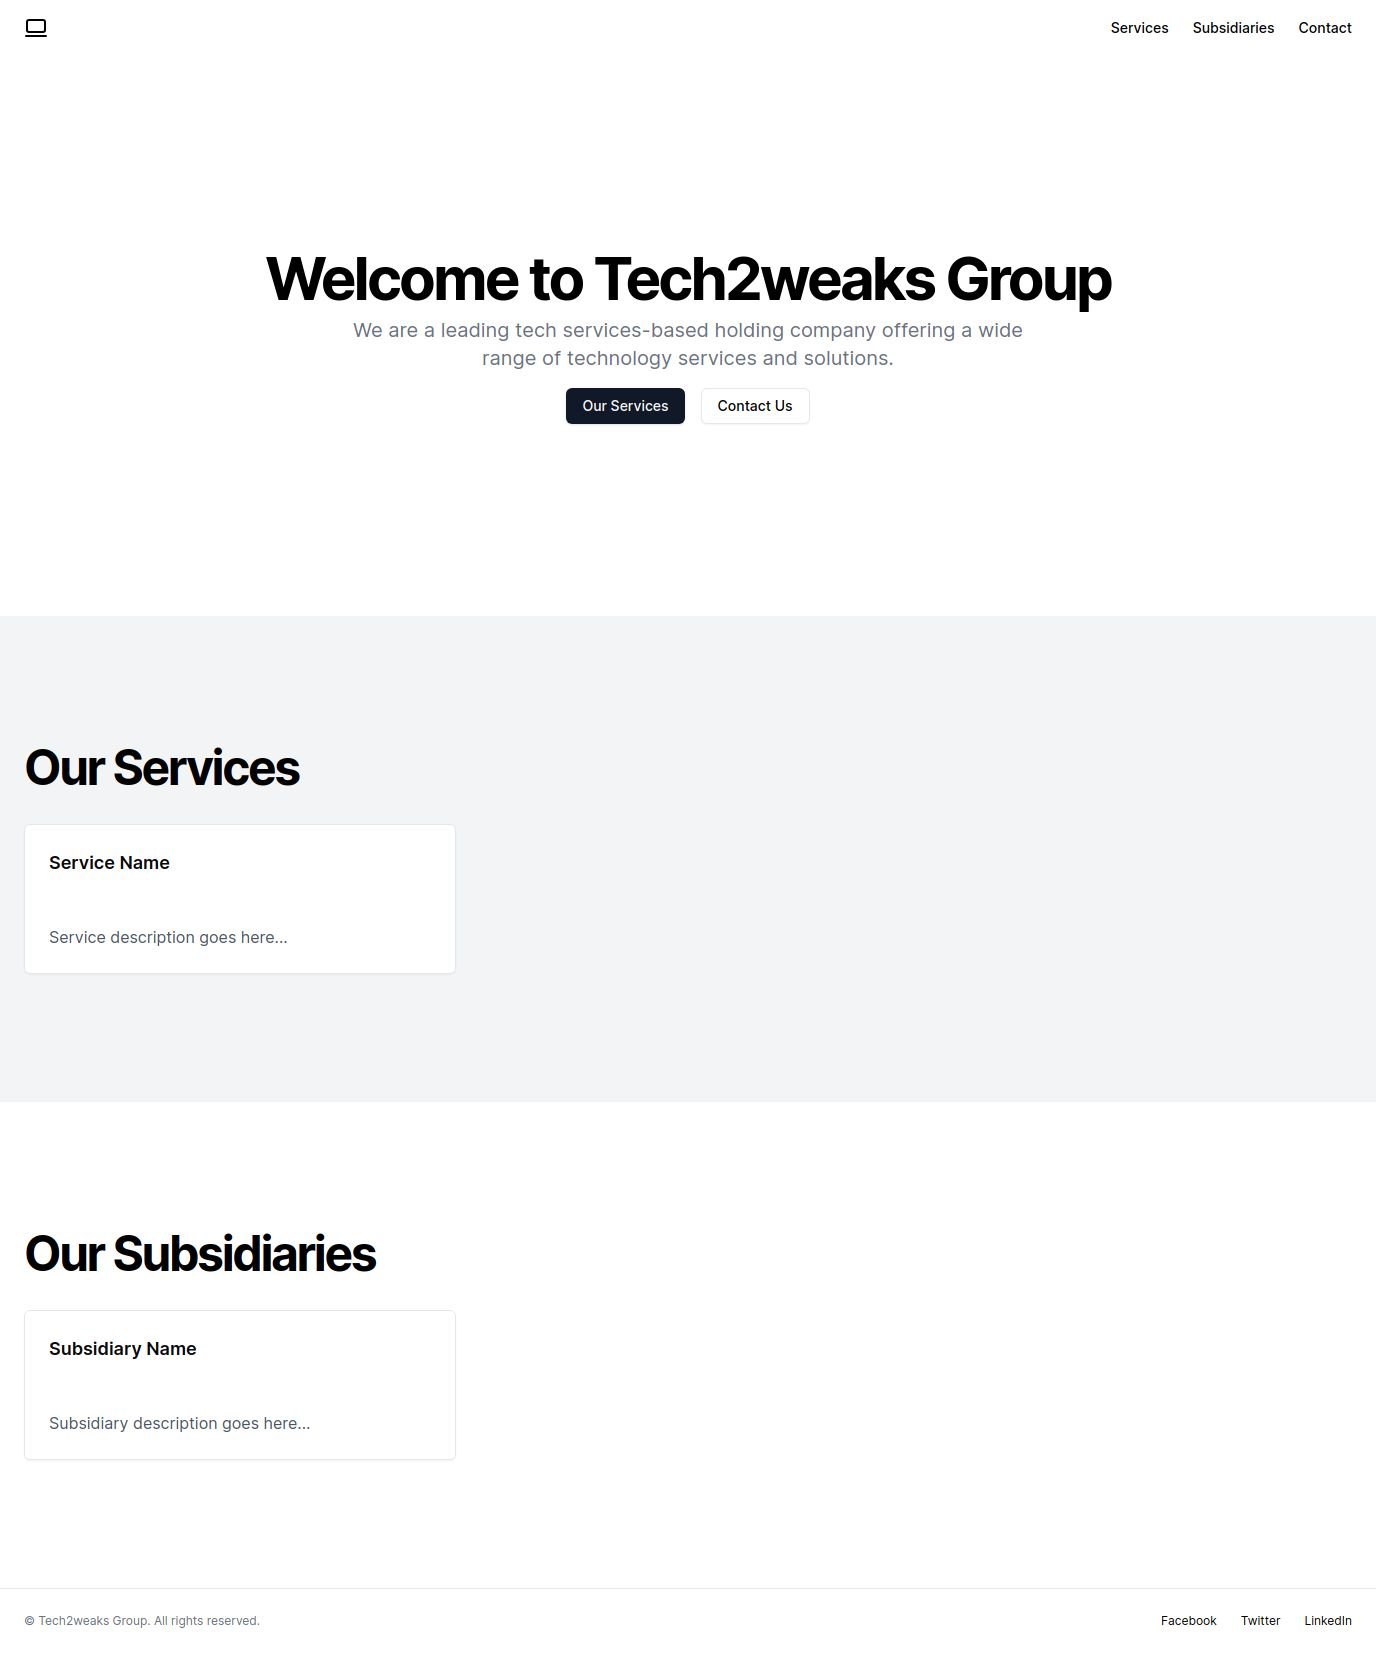 Services Subsidiaries Contact
Welcome to Tech2weaks Group
We are a leading tech services-based holding company offering a wide
range of technology services and solutions.
Our Services Contact Us
Our Services
Service Name
Service description goes here...
Our Subsidiaries
Subsidiary Name
Subsidiary description goes here...
© Tech2weaks Group. All rights reserved. Facebook Twitter LinkedIn